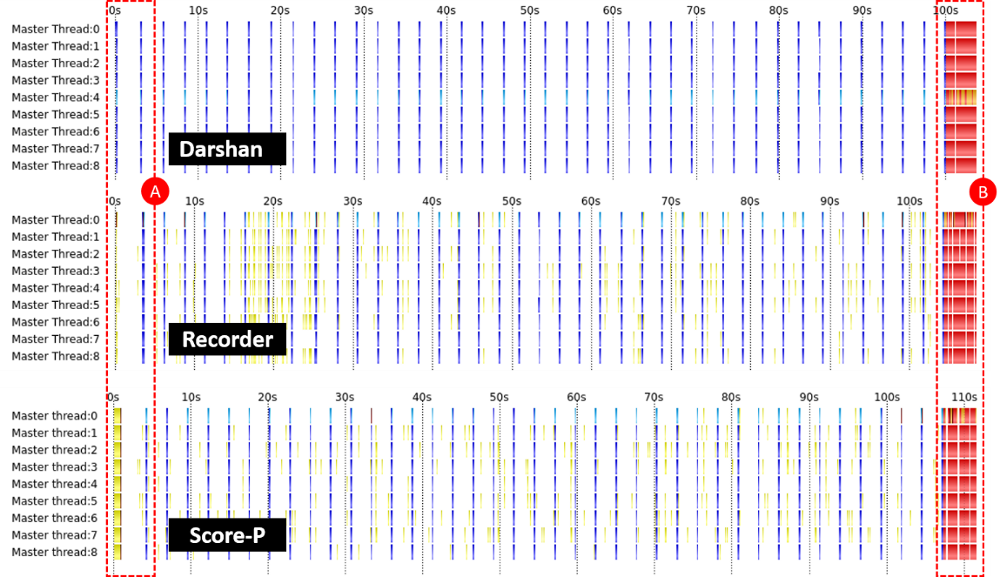 0s 10s 20s 30s 40s 50s 60s 70s 80s 90s 100s
Master Thread:0
Master Thread:1
Master Thread:2
Master Thread:3
Master Thread:4
Master Thread:5
Master Thread:6
Master Thread:7
Master Thread:8
Darshan
A
B
0s 10s 20s 30s 40s 50s 60s 70s 80s 90s 100s
Master Thread:0
Master Thread:1
Master Thread:2
Master Thread:3
Master Thread:4
Master Thread:5
Master Thread:6
Master Thread:7
Master Thread:8
Recorder
0s 10s 20s 30s 40s 50s 60s 70s 80s 90s 100s 110s
Master thread:0
Master thread:1
Master thread:2
Master thread:3
Master thread:4
Master thread:5
Master thread:6
Master thread:7
Master thread:8
Score-P